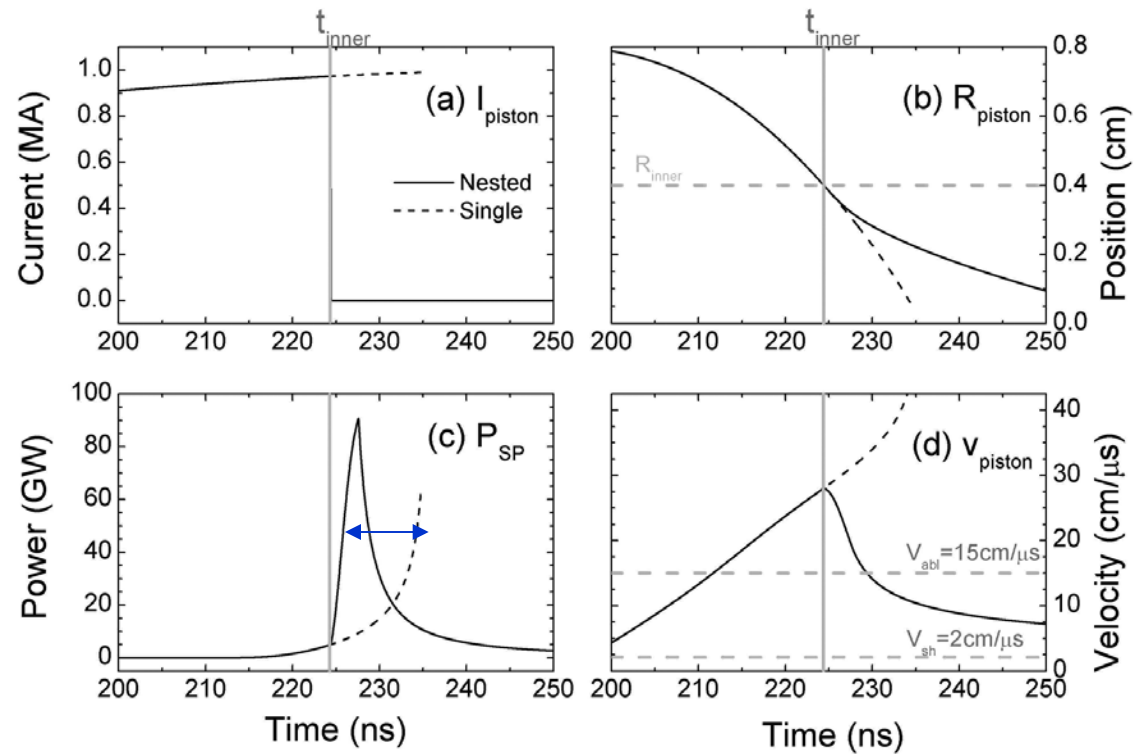 t_inner
t_inner
Current (MA)
1.0
0.8
0.6
0.4
0.2
0.0
(a) I_piston
Nested
Single
200 210 220 230 240 250
(b) R_piston
R_inner
0.8
0.6
0.4
0.2
0.0
Position (cm)
200 210 220 230 240 250
Power (GW)
100
80
60
40
20
0
(c) P_SP
200 210 220 230 240 250
Time (ns)
(d) v_piston
V_abl=15cm/μs
V_sh=2cm/μs
40
30
20
10
0
Velocity (cm/μs)
200 210 220 230 240 250
Time (ns)